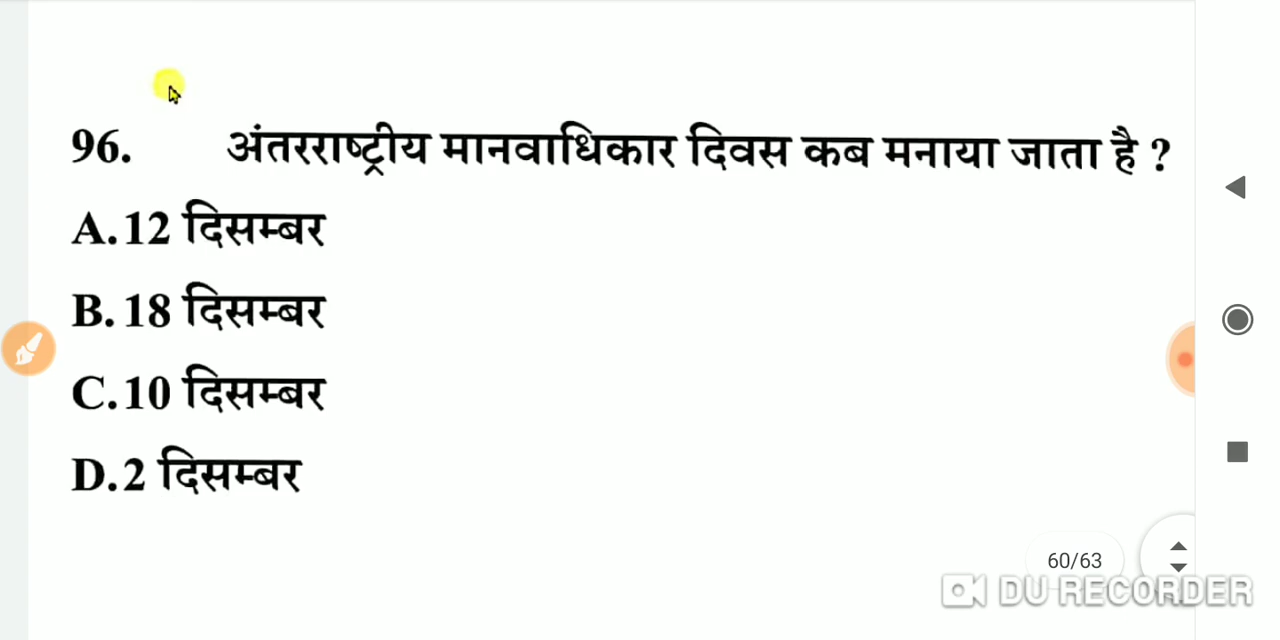 96. अंतरराष्ट्रीय मानवाधिकार दिवस कब मनाया जाता है ?
A. 12 दिसम्बर
B. 18 दिसम्बर
C. 10 दिसम्बर
D. 2 दिसम्बर
60/63
DU RECORDER